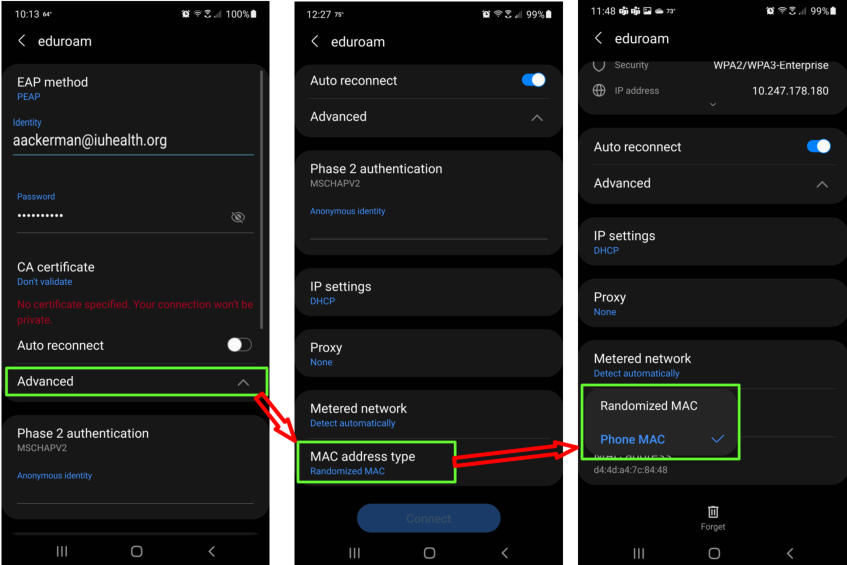 10:13 64° 100%
eduroam
EAP method
PEAP
Identity
aackerman@iuhealth.org
Password
••••••••••
CA certificate
Don't validate
No certificate specified. Your connection won't be
private.
Auto reconnect
Advanced
Phase 2 authentication
MSCHAPV2
Anonymous identity
12:27 75° 99%
eduroam
Auto reconnect
Advanced
Phase 2 authentication
MSCHAPV2
Anonymous identity
IP settings
DHCP
Proxy
None
Metered network
Detect automatically
MAC address type
Randomized MAC
Connect
11:48 73° 99%
eduroam
Security WPA2/WPA3-Enterprise
IP address 10.247.178.180
Auto reconnect
Advanced
IP settings
DHCP
Proxy
None
Metered network
Detect automatically
Randomized MAC
Phone MAC
MAC address
d4:4d:a4:7c:84:48
Forget